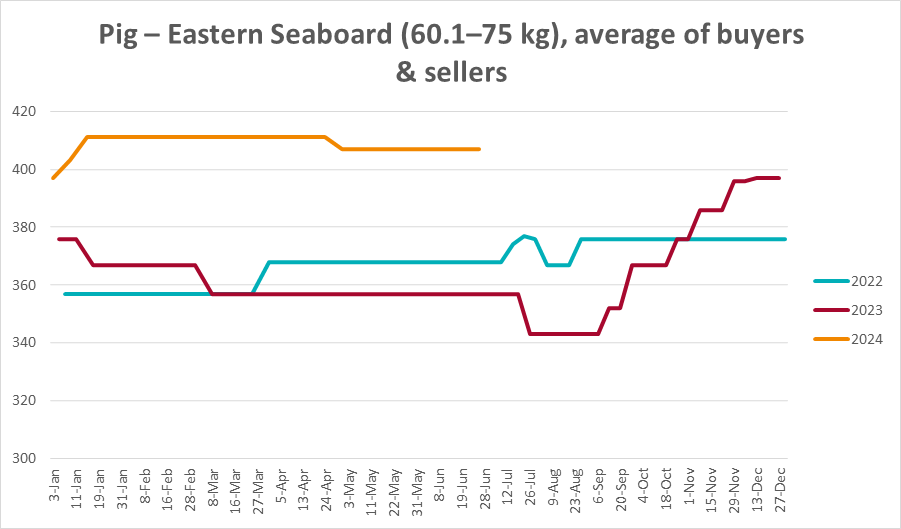 Pig – Eastern Seaboard (60.1–75 kg), average of buyers
& sellers
420
400
380
360
340
320
300
3-Jan
11-Jan
19-Jan
31-Jan
8-Feb
16-Feb
28-Feb
8-Mar
16-Mar
27-Mar
5-Apr
13-Apr
24-Apr
3-May
11-May
22-May
31-May
8-Jun
19-Jun
28-Jun
12-Jul
26-Jul
9-Aug
23-Aug
6-Sep
20-Sep
4-Oct
18-Oct
1-Nov
15-Nov
29-Nov
13-Dec
27-Dec
2022
2023
2024